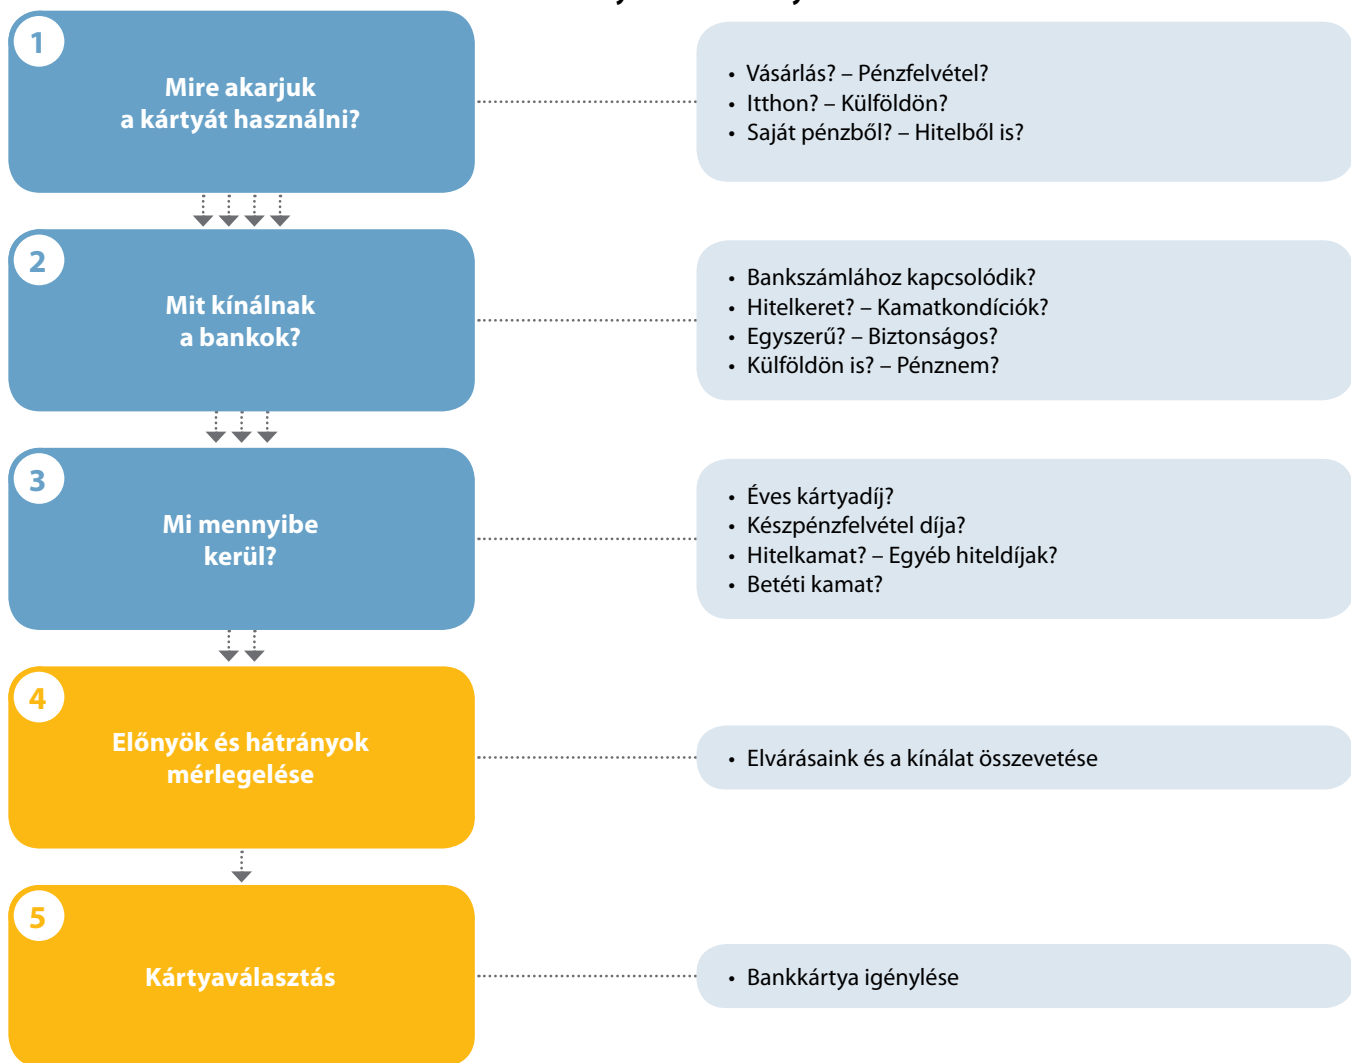 1
Mire akarjuk
a kártyát használni?
• Vásárlás? – Pénzfelvétel?
• Itthon? – Külföldön?
• Saját pénzből? – Hitelből is?
2
Mit kínálnak
a bankok?
• Bankszámlához kapcsolódik?
• Hitelkeret? – Kamatkondíciók?
• Egyszerű? – Biztonságos?
• Külföldön is? – Pénznem?
3
Mi mennyibe
kerül?
• Éves kártyadíj?
• Készpénzfelvétel díja?
• Hitelkamat? – Egyéb hiteldíjak?
• Betéti kamat?
4
Előnyök és hátrányok
mérlegelése
• Elvárásaink és a kínálat összevetése
5
Kártyaválasztás
• Bankkártya igénylése